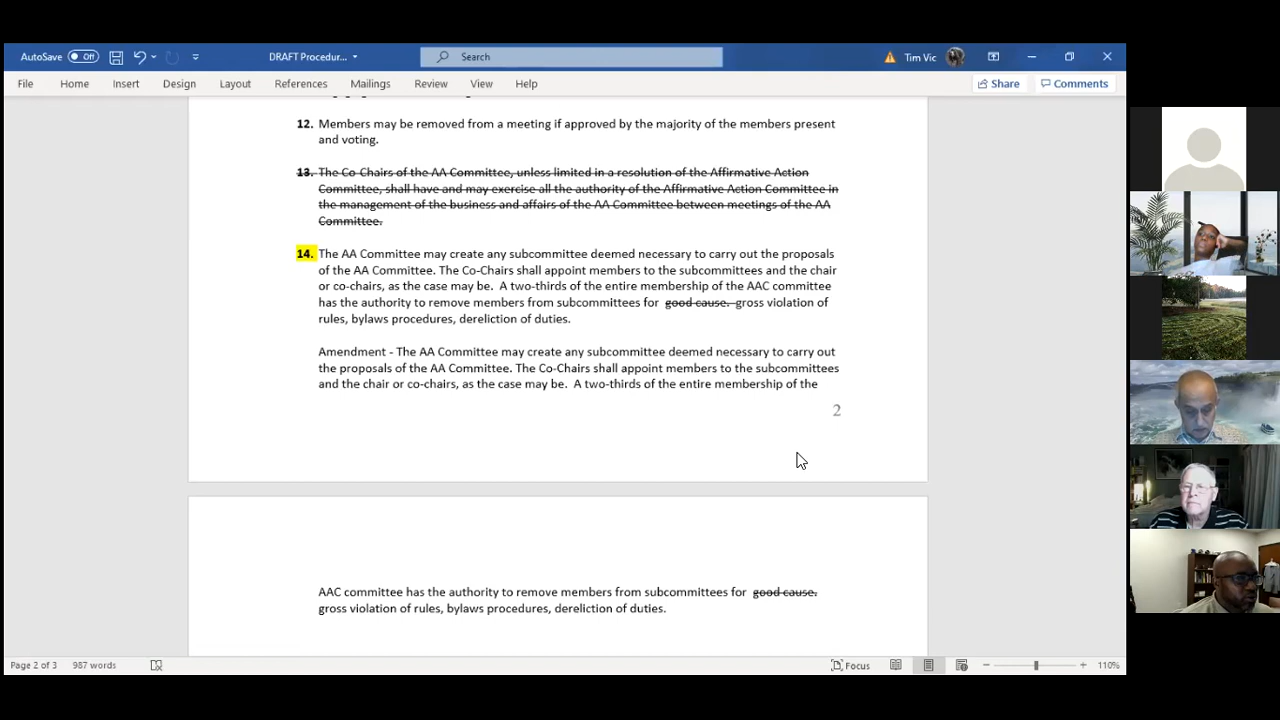 AutoSave Off DRAFT Procedur... Search Tim Vic
File Home Insert Design Layout References Mailings Review View Help Share Comments
12. Members may be removed from a meeting if approved by the majority of the members present
and voting.
13. The Co-Chairs of the AA Committee, unless limited in a resolution of the Affirmative Action
Committee, shall have and may exercise all the authority of the Affirmative Action Committee in
the management of the business and affairs of the AA Committee between meetings of the AA
Committee.
14. The AA Committee may create any subcommittee deemed necessary to carry out the proposals
of the AA Committee. The Co-Chairs shall appoint members to the subcommittees and the chair
or co-chairs, as the case may be. A two-thirds of the entire membership of the AAC committee
has the authority to remove members from subcommittees for good cause. gross violation of
rules, bylaws procedures, dereliction of duties.
Amendment - The AA Committee may create any subcommittee deemed necessary to carry out
the proposals of the AA Committee. The Co-Chairs shall appoint members to the subcommittees
and the chair or co-chairs, as the case may be. A two-thirds of the entire membership of the
2
AAC committee has the authority to remove members from subcommittees for good cause.
gross violation of rules, bylaws procedures, dereliction of duties.
Page 2 of 3 987 words Focus 110%